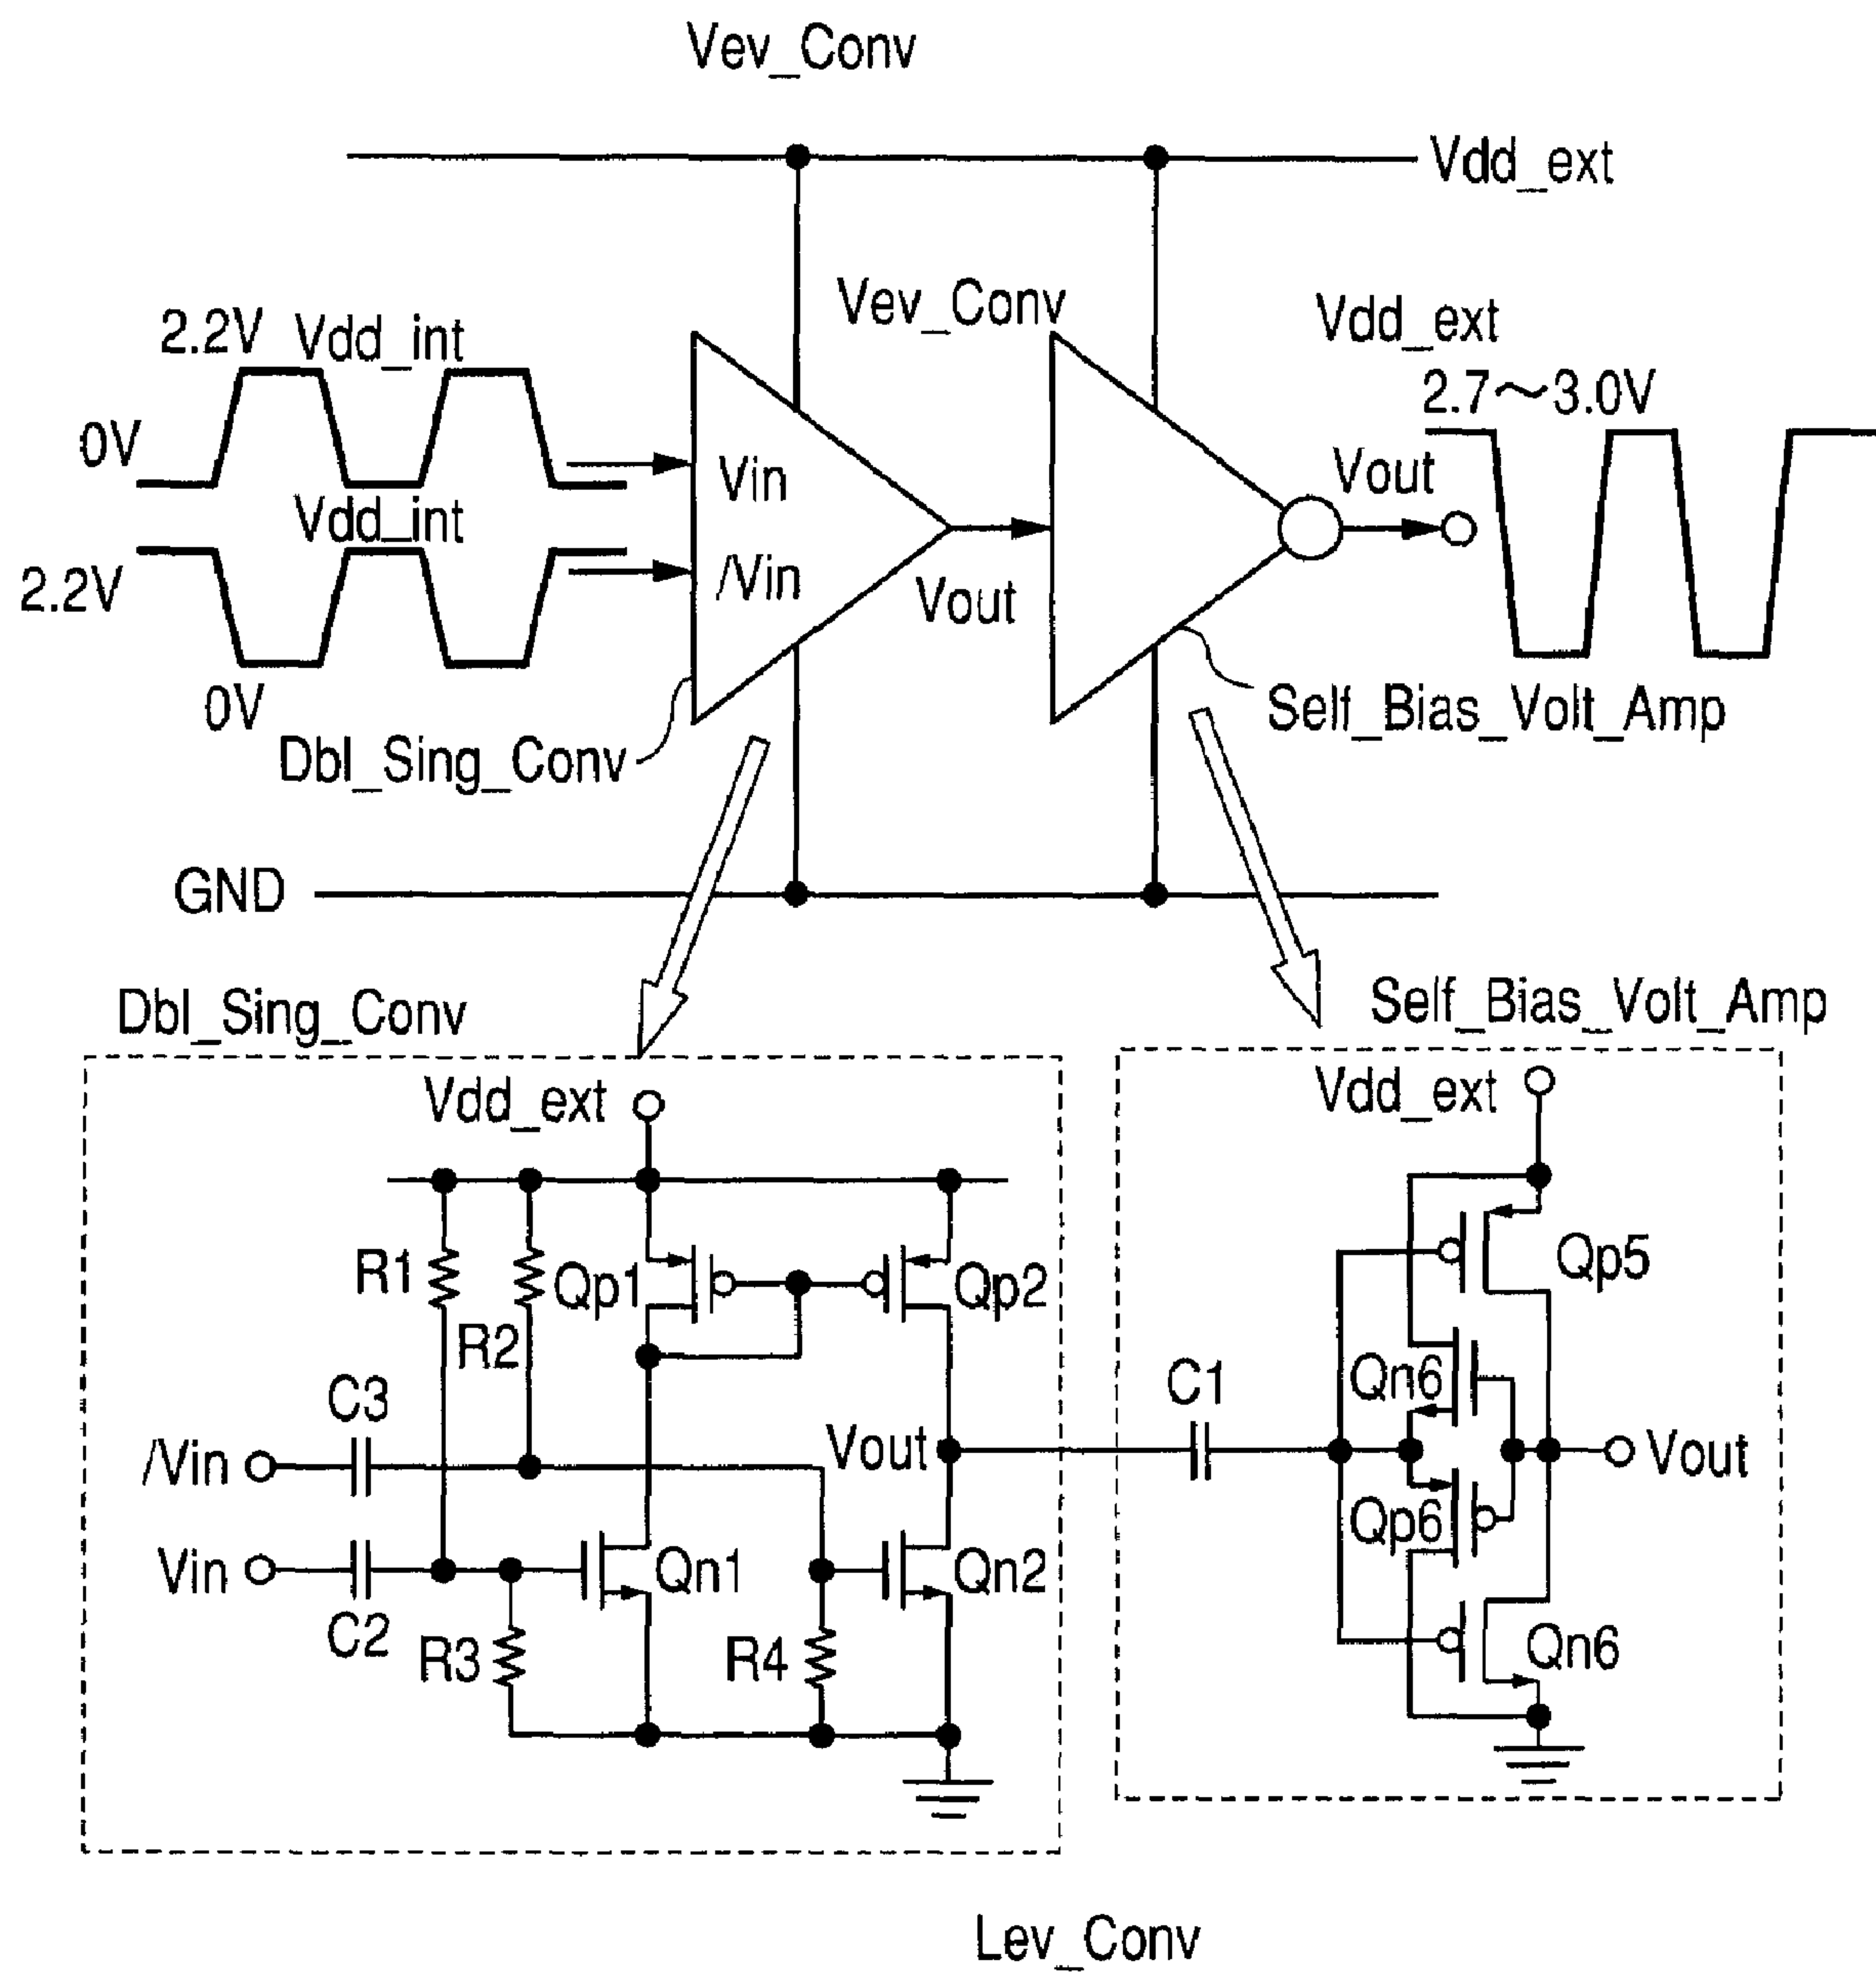 Vev_Conv
Vdd_ext
Vev_Conv
Vdd_ext
2.2V Vdd_int
2.7～3.0V
0V
Vin
Vout
Vdd_int
/Vin
2.2V
Vout
0V
Self_Bias_Volt_Amp
Dbl_Sing_Conv
GND
Dbl_Sing_Conv
Self_Bias_Volt_Amp
Vdd_ext
Vdd_ext
R1
Qp1
Qp2
Qp5
R2
C3
C1
Qn6
/Vin
Vout
Vout
Qp6
Vin
Qn1
Qn2
C2
R3
R4
Qn6
Lev_Conv